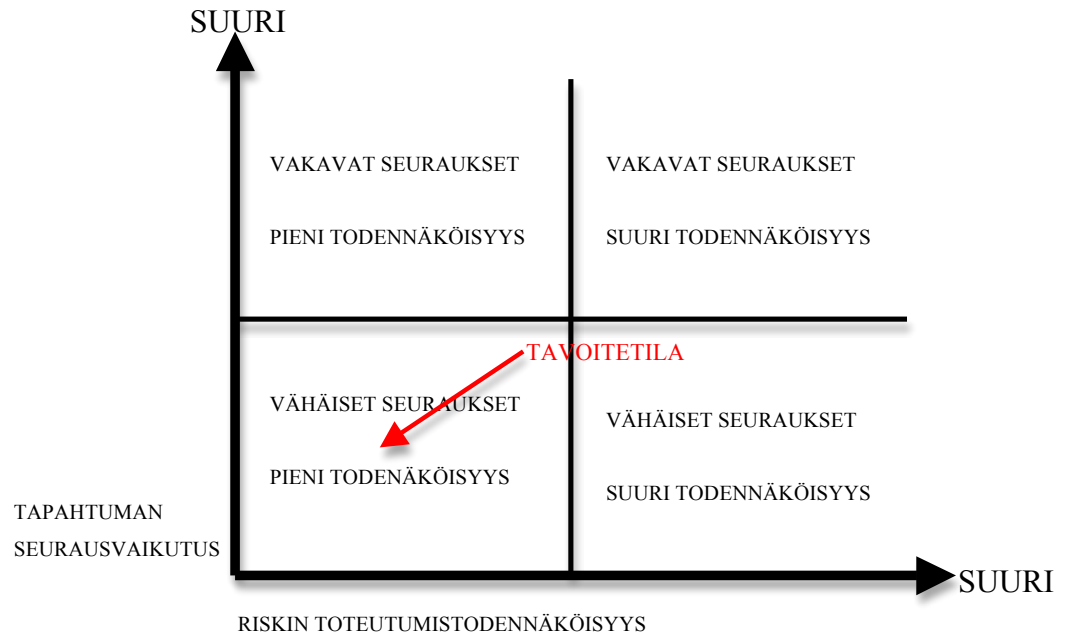 SUURI
VAKAVAT SEURAUKSET
PIENI TODENNÄKÖISYYS
VAKAVAT SEURAUKSET
SUURI TODENNÄKÖISYYS
TAVOITETILA
VÄHÄISET SEURAUKSET
PIENI TODENÄKÖISYYS
VÄHÄISET SEURAUKSET
SUURI TODENNÄKÖISYYS
TAPAHTUMAN
SEURAUSVAIKUTUS
SUURI
RISKIN TOTEUTUMISTODENNÄKÖISYYS